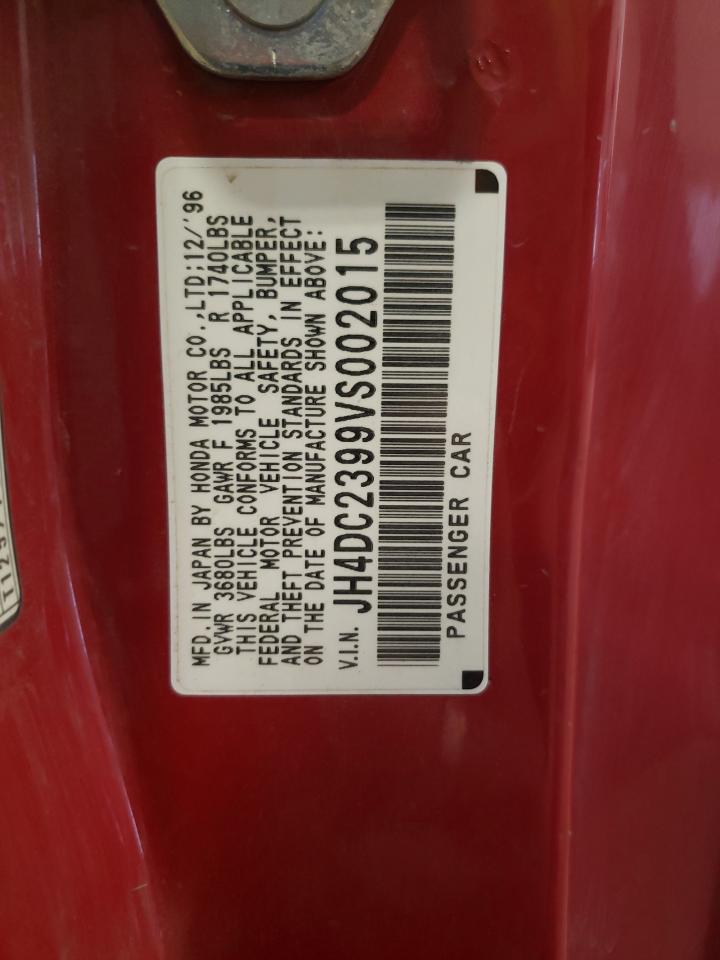 MFD. IN JAPAN BY HONDA MOTOR CO.,LTD:12/'96
GVWR 3680LBS GAWR F 1985LBS R 1740LBS
THIS VEHICLE CONFORMS TO ALL APPLICABLE
FEDERAL MOTOR VEHICLE SAFETY, BUMPER,
AND THEFT PREVENTION STANDARDS IN EFFECT
ON THE DATE OF MANUFACTURE SHOWN ABOVE:
V.I.N. JH4DC2399VS002015
PASSENGER CAR